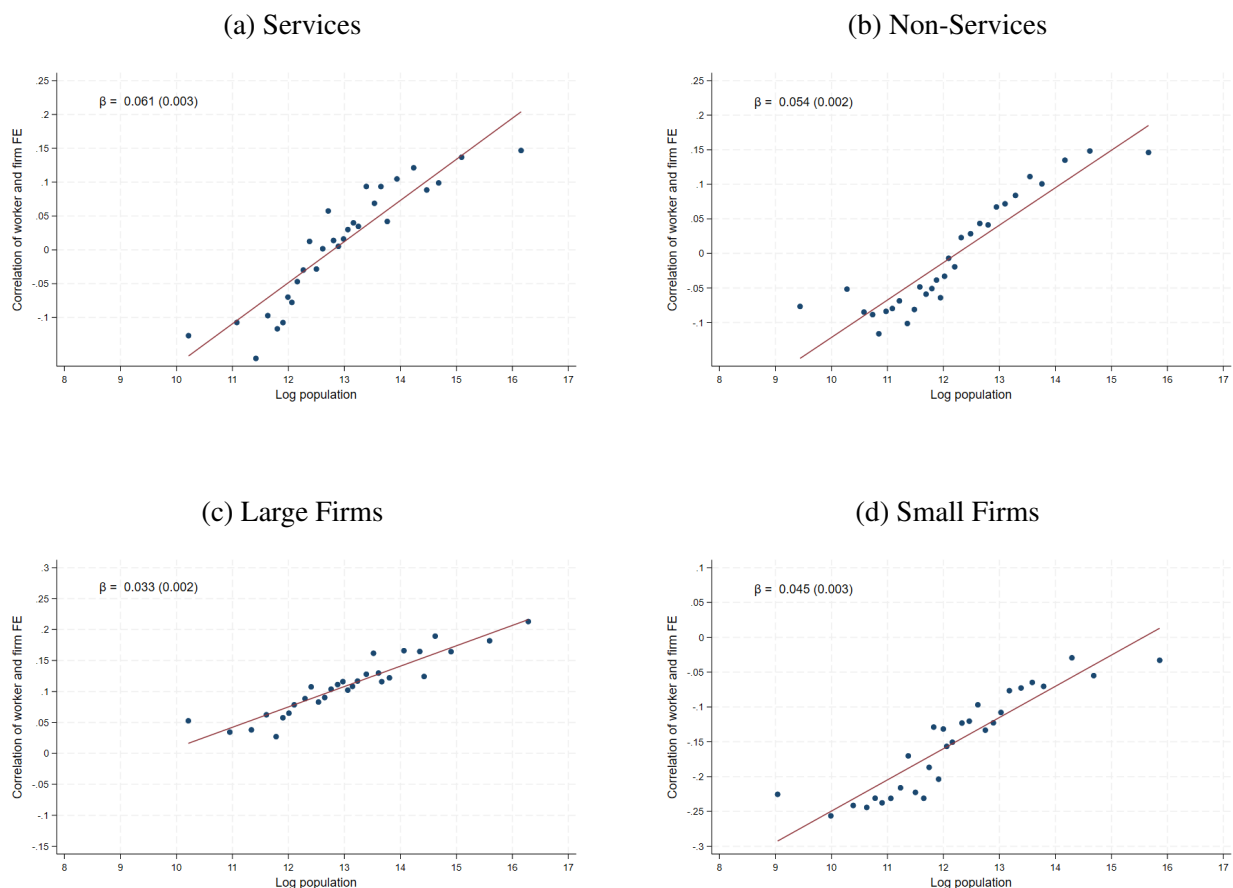 (a) Services
β = 0.061 (0.003)
Correlation of worker and firm FE
.25
.2
.15
.1
.05
0
-.05
-.1
8 9 10 11 12 13 14 15 16 17
Log population
(b) Non-Services
β = 0.054 (0.002)
Correlation of worker and firm FE
.25
.2
.15
.1
.05
0
-.05
-.1
8 9 10 11 12 13 14 15 16 17
Log population
(c) Large Firms
β = 0.033 (0.002)
Correlation of worker and firm FE
.3
.25
.2
.15
.1
.05
0
-.05
-.1
-.15
8 9 10 11 12 13 14 15 16 17
Log population
(d) Small Firms
β = 0.045 (0.003)
Correlation of worker and firm FE
.1
.05
0
-.05
-.1
-.15
-.2
-.25
-.3
8 9 10 11 12 13 14 15 16 17
Log population